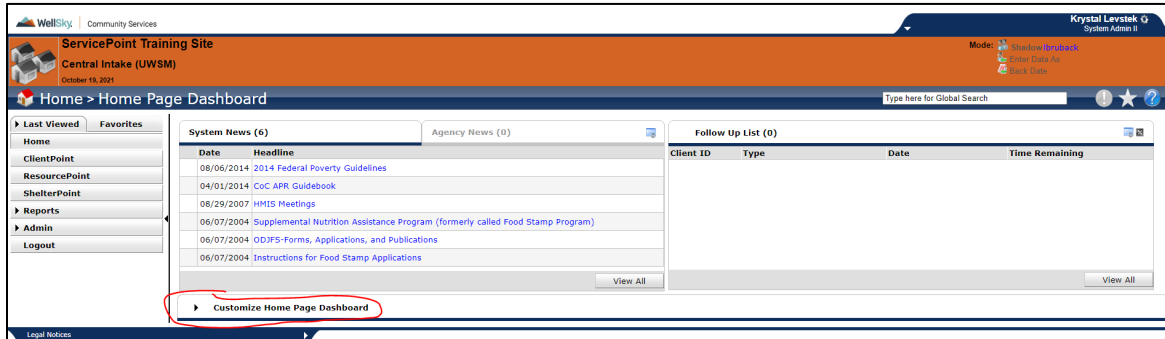 WellSky. Community Services
Krystal Levstek
System Admin II
ServicePoint Training Site
Central Intake (UWSM)
October 19, 2021
Mode: Shadow lbruback
Enter Data As
Back Date
Home > Home Page Dashboard
Type here for Global Search
Last Viewed Favorites
Home
ClientPoint
ResourcePoint
ShelterPoint
Reports
Admin
Logout
System News (6) Agency News (0)
Date Headline
08/06/2014 2014 Federal Poverty Guidelines
04/01/2014 CoC APR Guidebook
08/29/2007 HMIS Meetings
06/07/2004 Supplemental Nutrition Assistance Program (formerly called Food Stamp Program)
06/07/2004 ODJFS-Forms, Applications, and Publications
06/07/2004 Instructions for Food Stamp Applications
View All
Follow Up List (0)
Client ID Type Date Time Remaining
View All
Customize Home Page Dashboard
Legal Notices